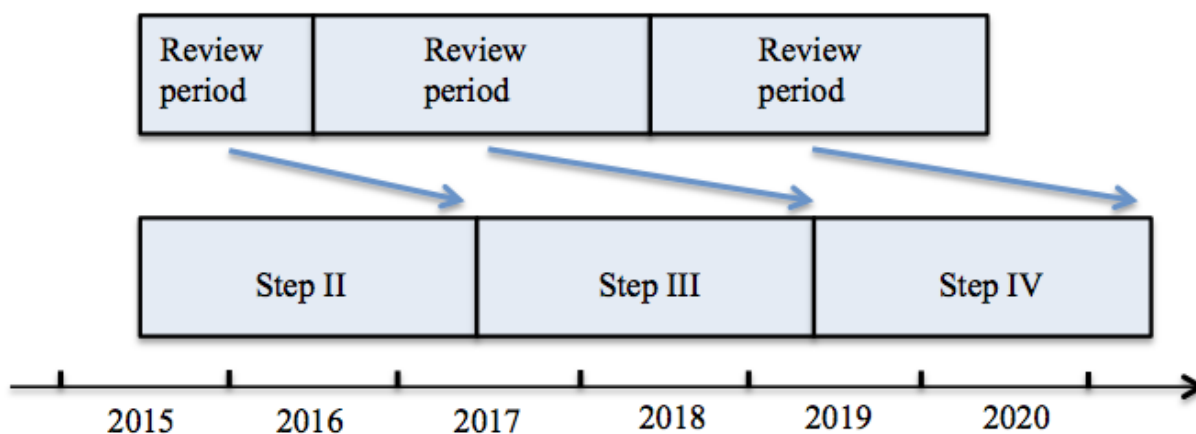 Review
period
Review
period
Review
period
Step II
Step III
Step IV
2015
2016
2017
2018
2019
2020